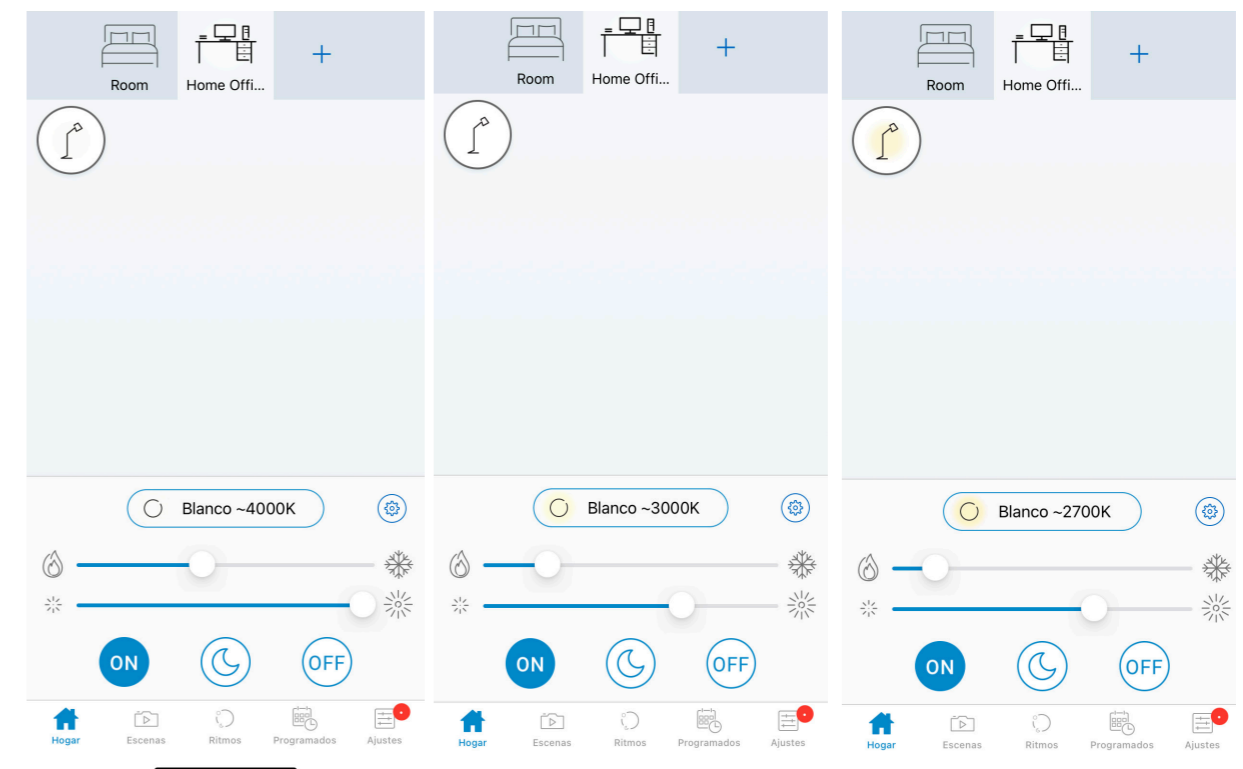 Room Home Offi... +
Blanco ~4000K
ON OFF
Hogar Escenas Ritmos Programados Ajustes
Room Home Offi... +
Blanco ~3000K
ON OFF
Hogar Escenas Ritmos Programados Ajustes
Room Home Offi... +
Blanco ~2700K
ON OFF
Hogar Escenas Ritmos Programados Ajustes